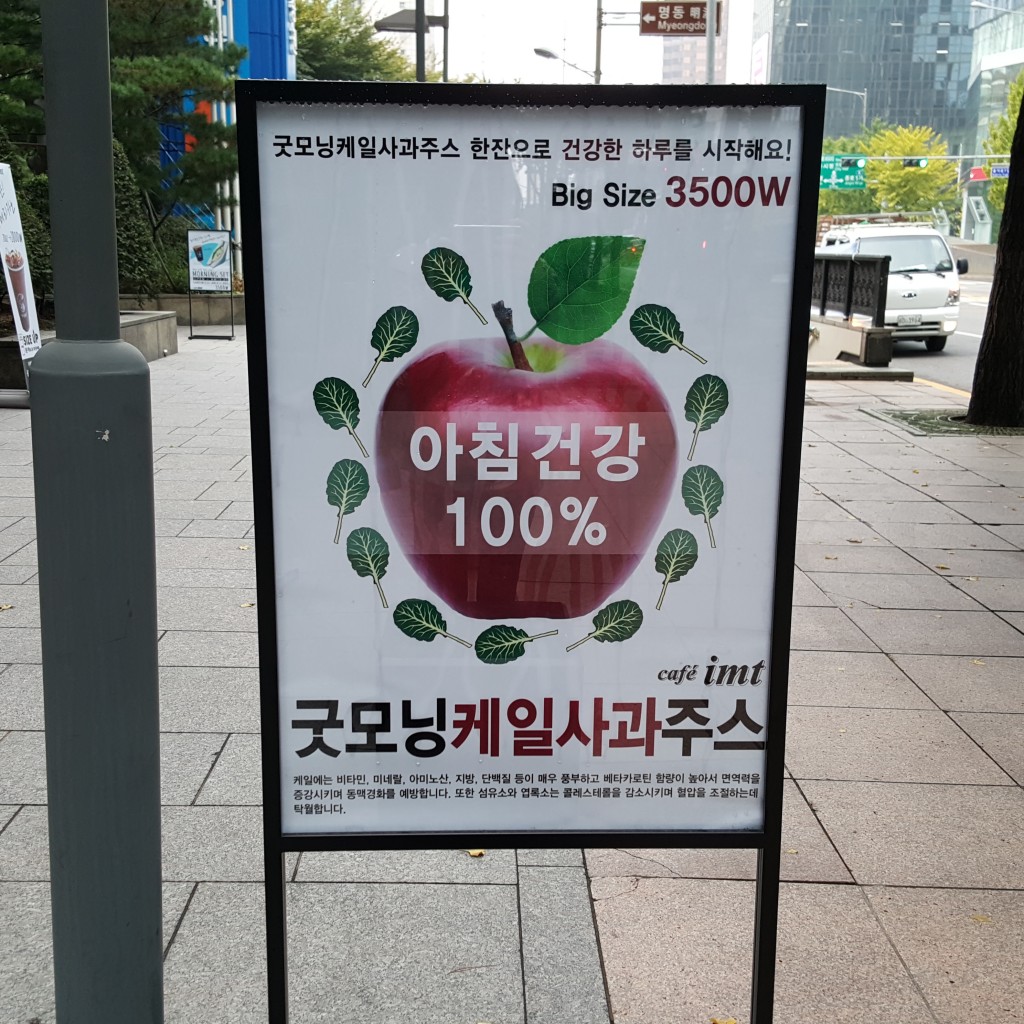 명동 明
Myeongdo
굿모닝케일사과주스 한잔으로 건강한 하루를 시작해요!
Big Size 3500W
아침건강
100%
café imt
굿모닝케일사과주스
케일에는 비타민, 미네랄, 아미노산, 지방, 단백질 등이 매우 풍부하고 베타카로틴 함량이 높아서 면역력을
증강시키며 동맥경화를 예방합니다. 또한 섬유소와 엽록소는 콜레스테롤을 감소시키며 혈압을 조절하는데
탁월합니다.
MORNING SET
SIZE UP